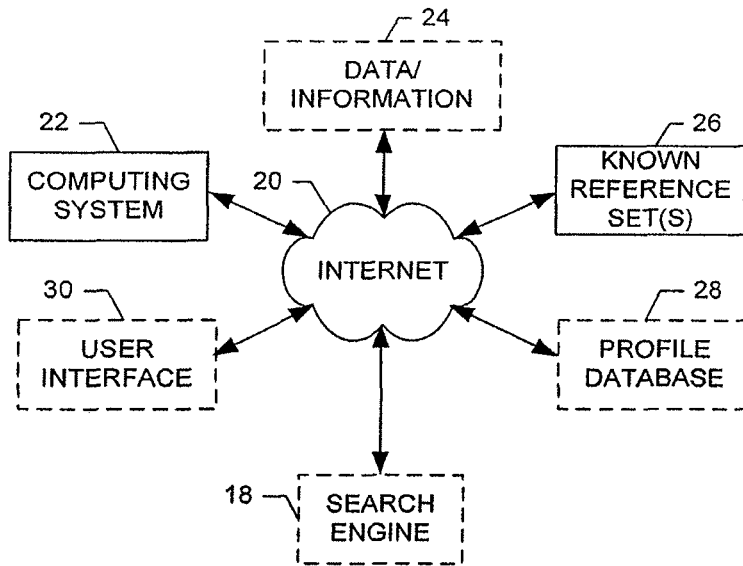 24
DATA/
INFORMATION
22
COMPUTING
SYSTEM
26
KNOWN
REFERENCE
SET(S)
20
INTERNET
30
USER
INTERFACE
28
PROFILE
DATABASE
18
SEARCH
ENGINE